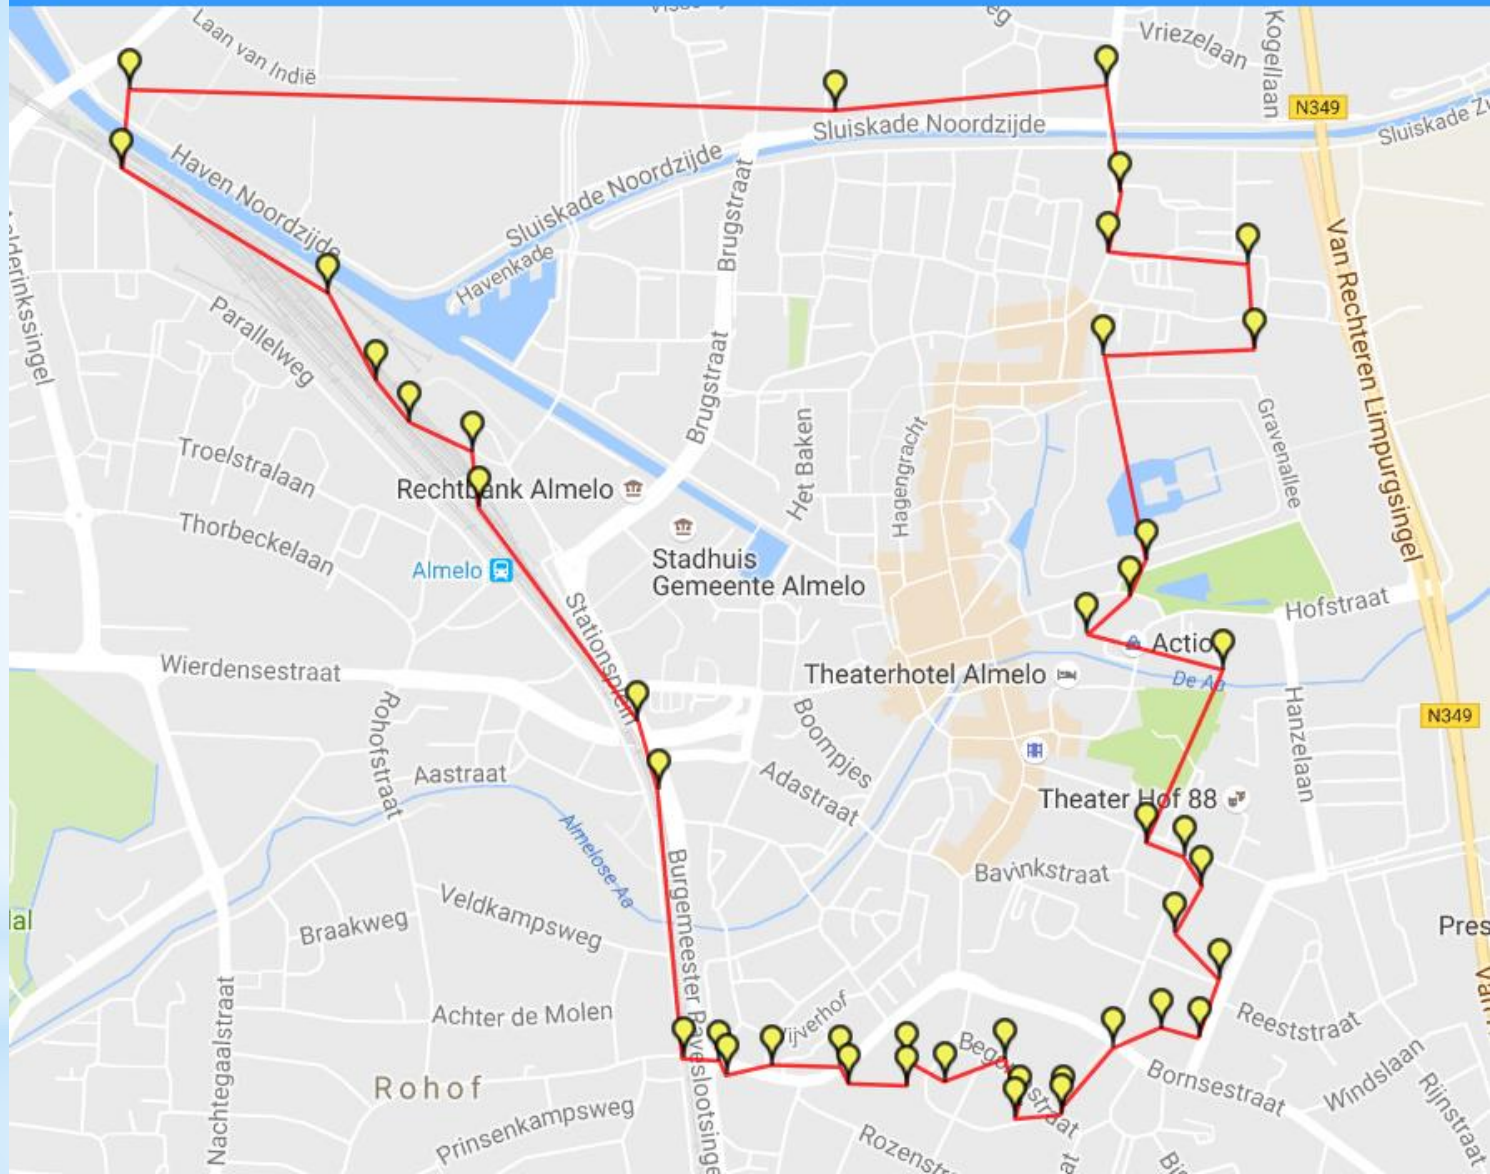 Vriezelaan
Kogellaan
Laan van Indië
N349
Sluiskade Noordzijde
Haven Noordzijde
Sluiskade Noordzijde
Brugstraat
Havenkade
Parallelweg
Van Rechteren Limpurgsingel
Brugstraat
Het Baken
Hagengracht
Gravenallee
Troelstralaan
Rechtbank Almelo
Thorbeckelaan
Stadhuis
Gemeente Almelo
Almelo
Stationsplein
Hofstraat
Action
Wierdensestraat
Theaterhotel Almelo
De Aa
Rohofstraat
Boompjes
Hanzelaan
N349
Aastraat
Adastraat
Theater Hof 88
Almelose Aa
Bavinkstraat
Burgemeester Raveslootsinge
Veldkampsweg
Braakweg
Achter de Molen
Nachtegaalstraat
Reeststraat
Bornsestraat
Windslaan
Rijnstraat
Rohof
Prinsenkampsweg